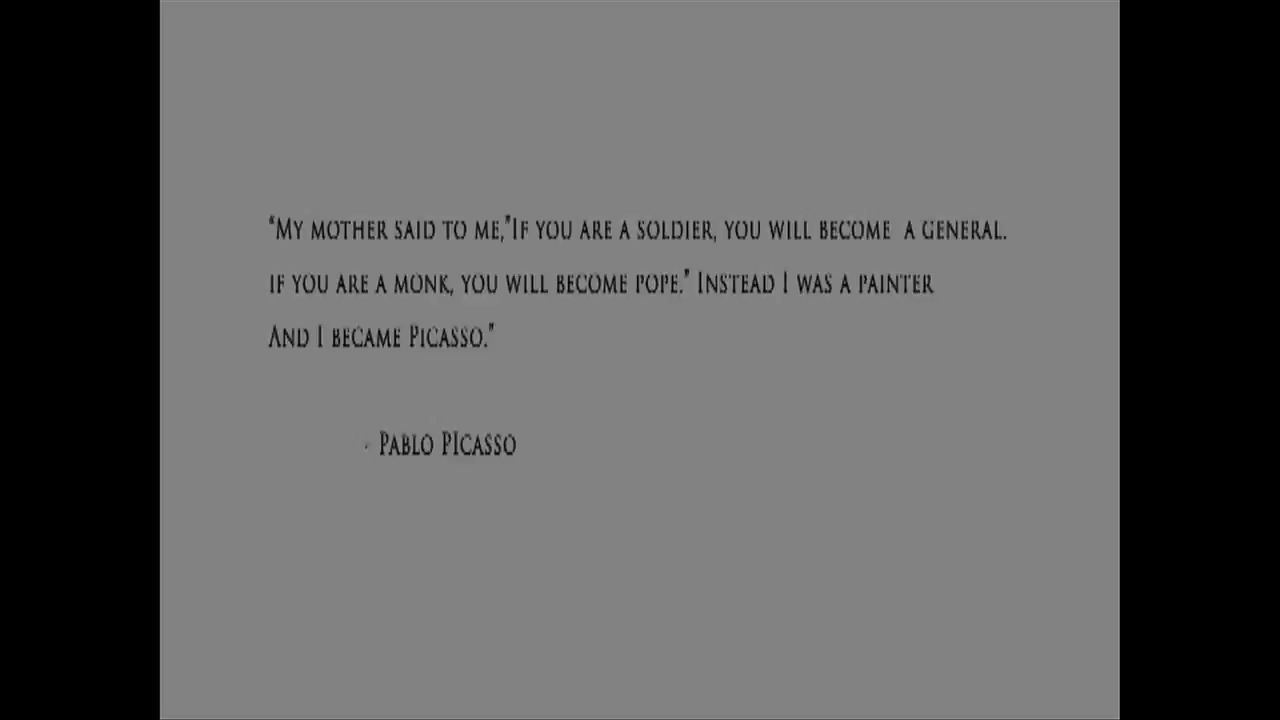 “My mother said to me,”If you are a soldier, you will become  a general.
if you are a monk, you will become pope.” Instead I was a painter
And I became Picasso.”
- Pablo PIcasso